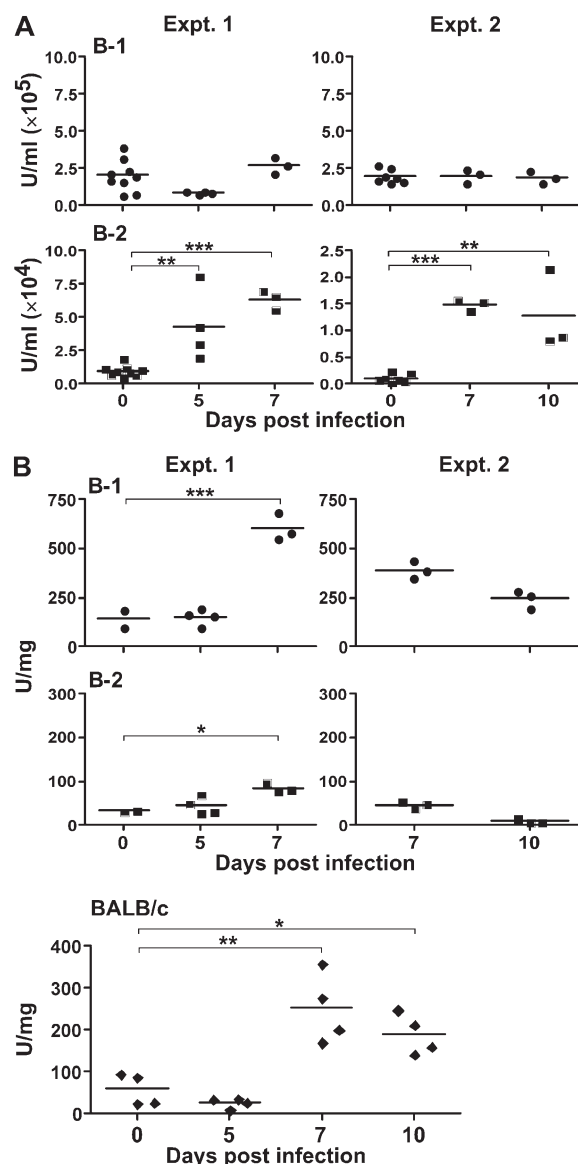 A
Expt. 1 Expt. 2
B-1
U/ml (×10⁵)
10.0 10.0
7.5 7.5
5.0 5.0
2.5 2.5
0.0 0.0
B-2
U/ml (×10⁴)
10.0 2.5
*** **
** ***
7.5 2.0
5.0 1.5
1.0
2.5 0.5
0.0 0.0
0 5 7 0 7 10
Days post infection
B
Expt. 1 Expt. 2
B-1
750 750
***
500 500
250 250
0 0
U/mg
B-2
300 300
*
200 200
100 100
0 0
0 5 7 7 10
Days post infection
BALB/c
*
**
U/mg
400
300
200
100
0
0 5 7 10
Days post infection